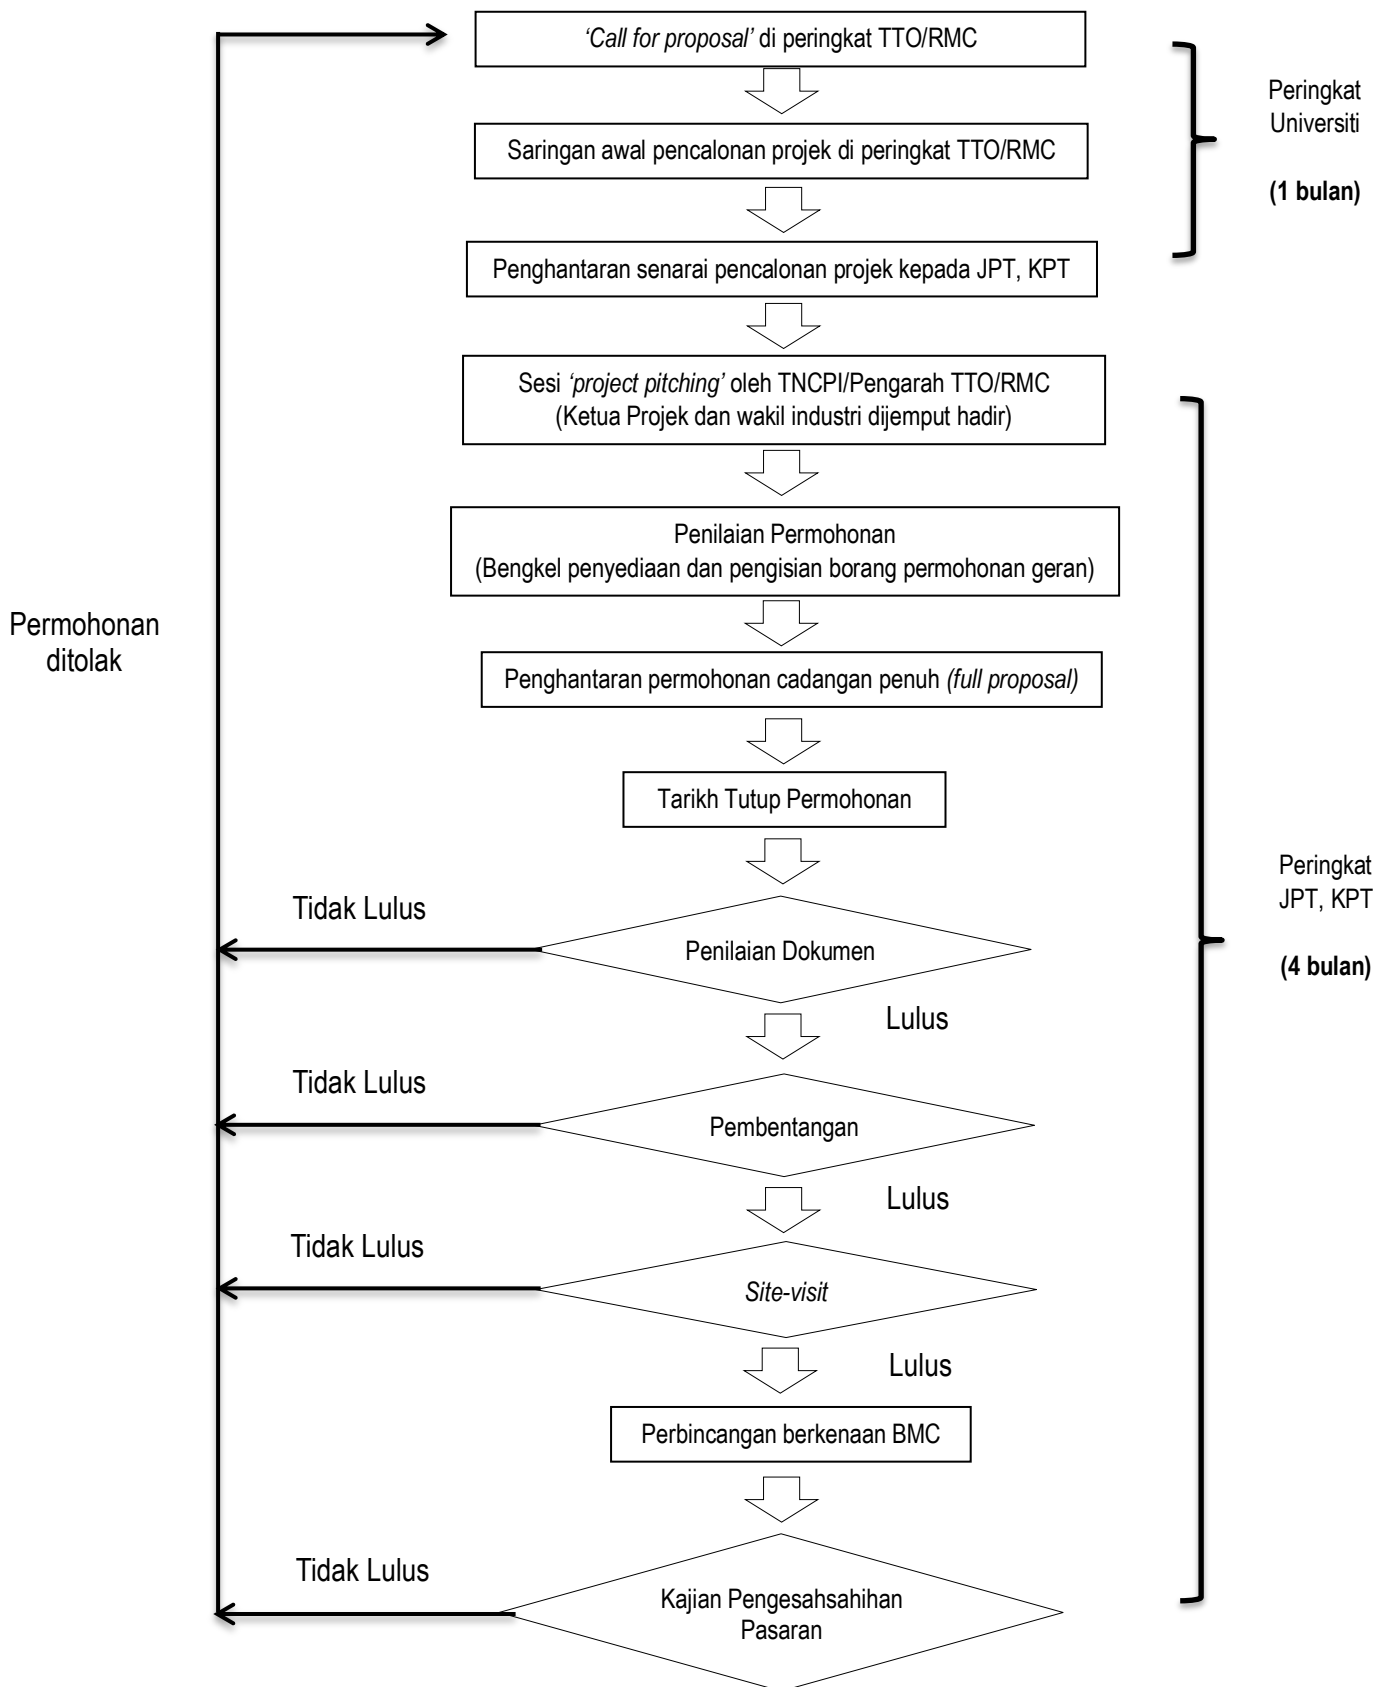 ‘Call for proposal’ di peringkat TTO/RMC
Peringkat
Universiti
(1 bulan)
Saringan awal pencalonan projek di peringkat TTO/RMC
Penghantaran senarai pencalonan projek kepada JPT, KPT
Sesi ‘project pitching’ oleh TNCPI/Pengarah TTO/RMC
(Ketua Projek dan wakil industri dijemput hadir)
Penilaian Permohonan
(Bengkel penyediaan dan pengisian borang permohonan geran)
Permohonan
ditolak
Penghantaran permohonan cadangan penuh (full proposal)
Tarikh Tutup Permohonan
Peringkat
JPT, KPT
(4 bulan)
Tidak Lulus
Penilaian Dokumen
Lulus
Tidak Lulus
Pembentangan
Lulus
Tidak Lulus
Site-visit
Lulus
Perbincangan berkenaan BMC
Tidak Lulus
Kajian Pengesahsahihan
Pasaran